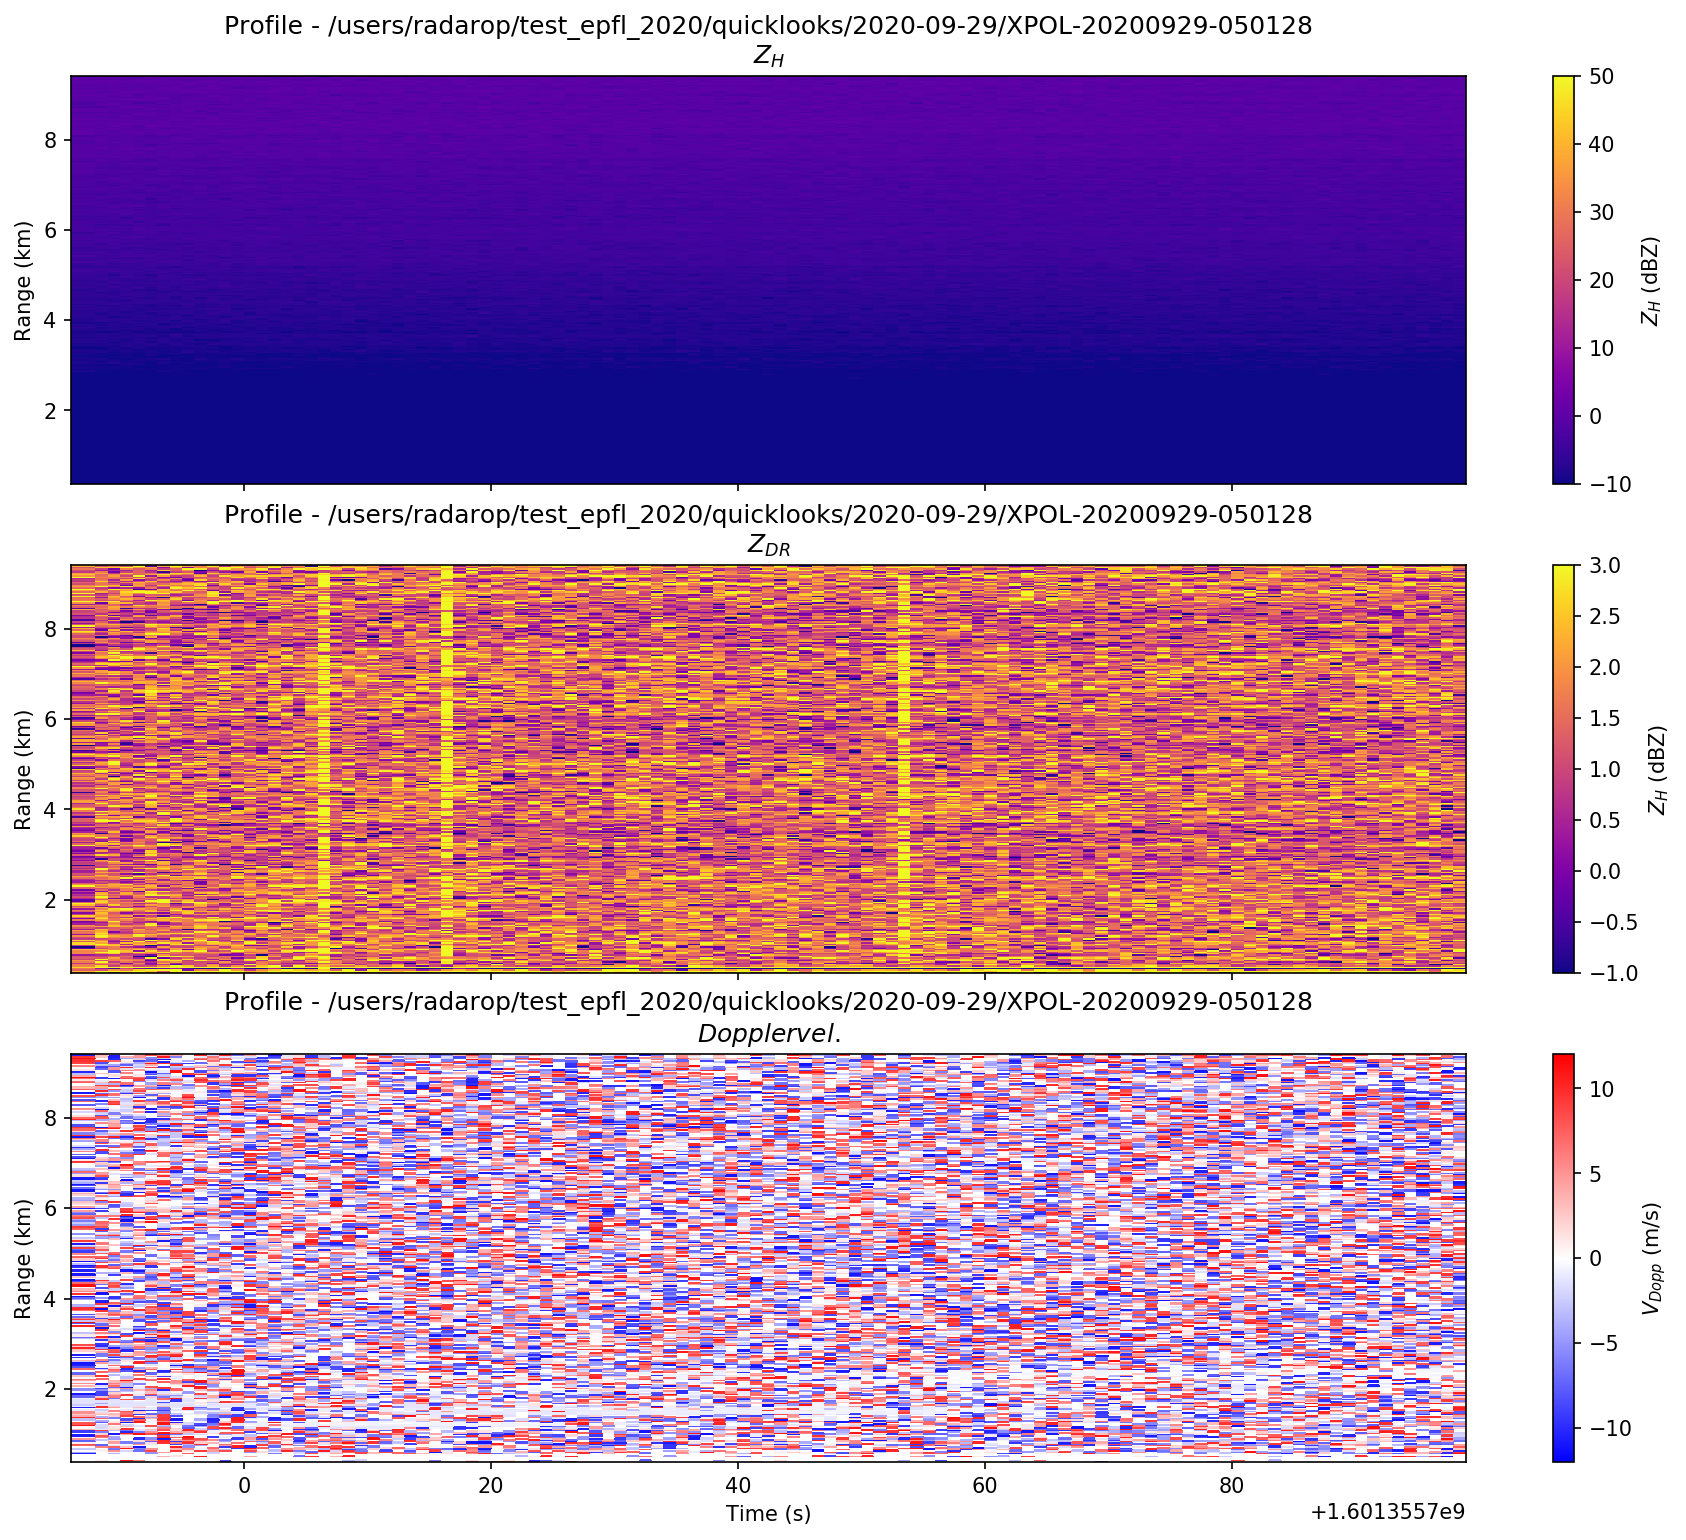 Profile - /users/radarop/test_epfl_2020/quicklooks/2020-09-29/XPOL-20200929-050128
Z_H
8
6
4
2
Range (km)
50
40
30
20
10
0
−10
Z_H (dBZ)
Profile - /users/radarop/test_epfl_2020/quicklooks/2020-09-29/XPOL-20200929-050128
Z_DR
8
6
4
2
Range (km)
3.0
2.5
2.0
1.5
1.0
0.5
0.0
−0.5
−1.0
Z_H (dBZ)
Profile - /users/radarop/test_epfl_2020/quicklooks/2020-09-29/XPOL-20200929-050128
Dopplervel.
8
6
4
2
Range (km)
0 20 40 60 80
Time (s)
+1.6013557e9
10
5
0
−5
−10
V_Dopp (m/s)